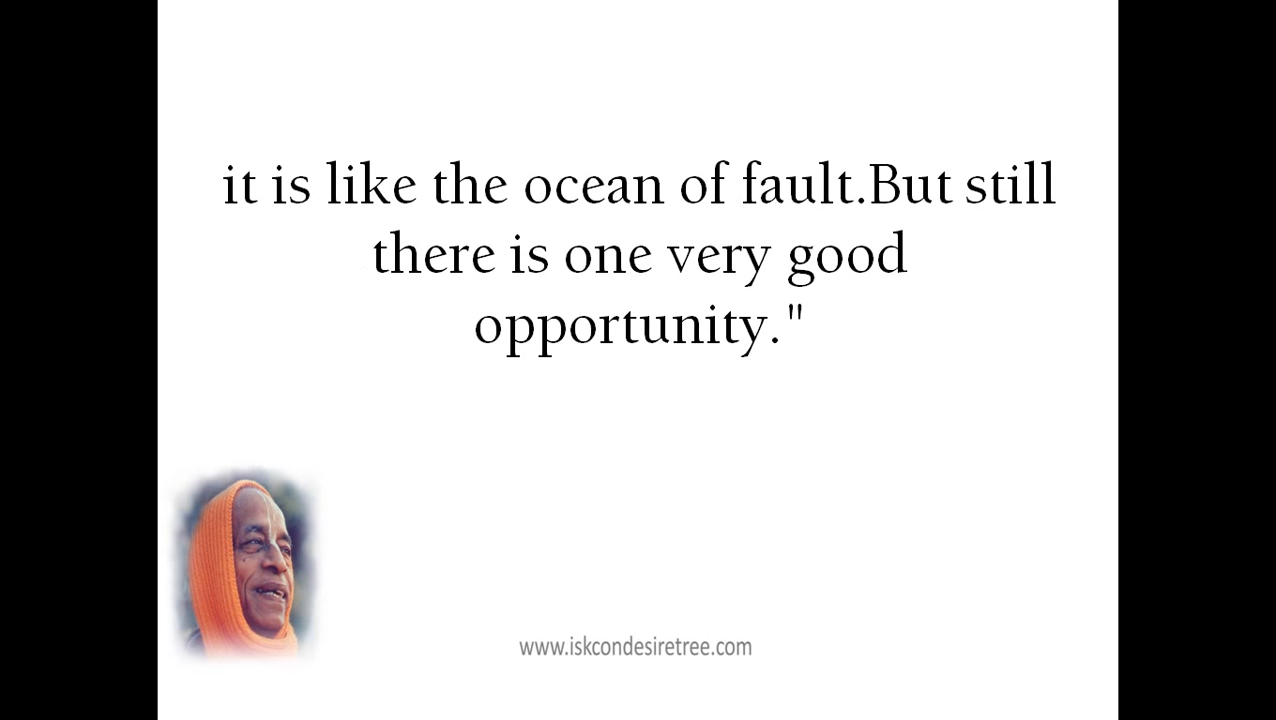 it is like the ocean of fault.But still
there is one very good
opportunity."
www.iskcondesiretree.com